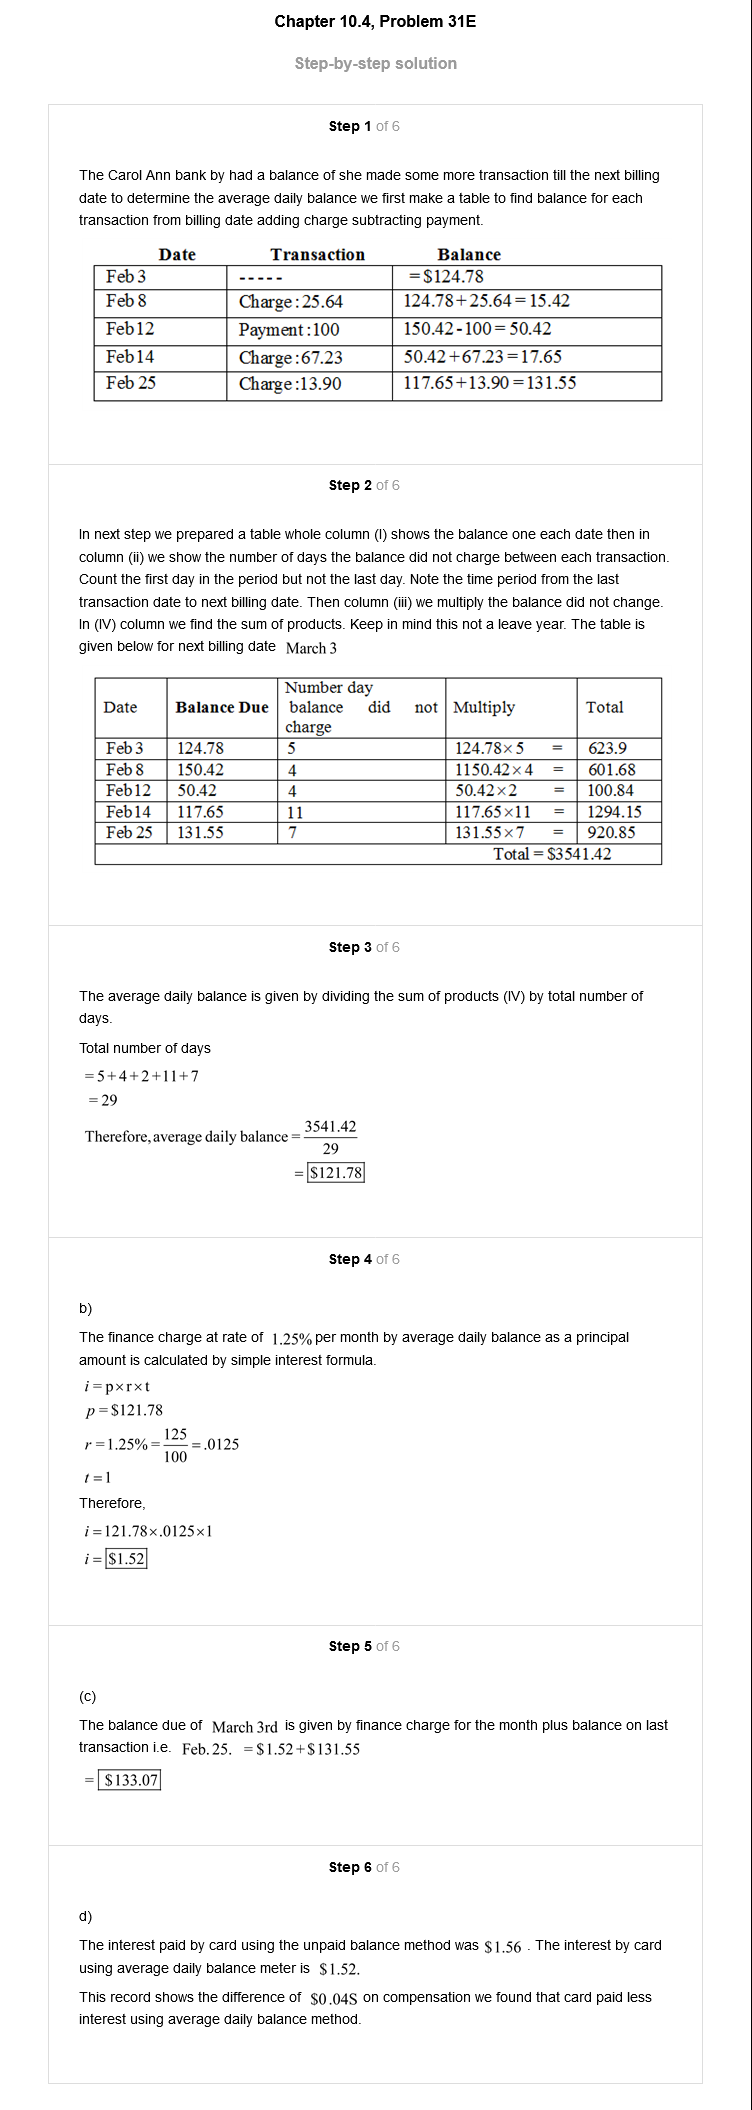 Chapter 10.4, Problem 31E
Step-by-step solution
Step 1 of 6
The Carol Ann bank by had a balance of she made some more transaction till the next billing
date to determine the average daily balance we first make a table to find balance for each
transaction from billing date adding charge subtracting payment.
Date Transaction Balance
Feb 3 ----- =$124.78
Feb 8 Charge:25.64 124.78+25.64=15.42
Feb12 Payment:100 150.42-100=50.42
Feb14 Charge:67.23 50.42+67.23=17.65
Feb 25 Charge:13.90 117.65+13.90=131.55
Step 2 of 6
In next step we prepared a table whole column (I) shows the balance one each date then in
column (ii) we show the number of days the balance did not charge between each transaction.
Count the first day in the period but not the last day. Note the time period from the last
transaction date to next billing date. Then column (iii) we multiply the balance did not change.
In (IV) column we find the sum of products. Keep in mind this not a leave year. The table is
given below for next billing date March 3
Number day
Date Balance Due balance did not Multiply Total
charge
Feb 3 124.78 5 124.78×5 = 623.9
Feb 8 150.42 4 1150.42×4 = 601.68
Feb12 50.42 4 50.42×2 = 100.84
Feb14 117.65 11 117.65×11 = 1294.15
Feb 25 131.55 7 131.55×7 = 920.85
Total = $3541.42
Step 3 of 6
The average daily balance is given by dividing the sum of products (IV) by total number of
days.
Total number of days
=5+4+2+11+7
=29
Therefore, average daily balance = 3541.42/29
= $121.78
Step 4 of 6
b)
The finance charge at rate of 1.25% per month by average daily balance as a principal
amount is calculated by simple interest formula.
i=p×r×t
p=$121.78
r=1.25%=125/100=.0125
t=1
Therefore,
i=121.78×.0125×1
i=$1.52
Step 5 of 6
(c)
The balance due of March 3rd is given by finance charge for the month plus balance on last
transaction i.e. Feb. 25. =$1.52+$131.55
= $133.07
Step 6 of 6
d)
The interest paid by card using the unpaid balance method was $1.56 . The interest by card
using average daily balance meter is $1.52.
This record shows the difference of $0.04S on compensation we found that card paid less
interest using average daily balance method.